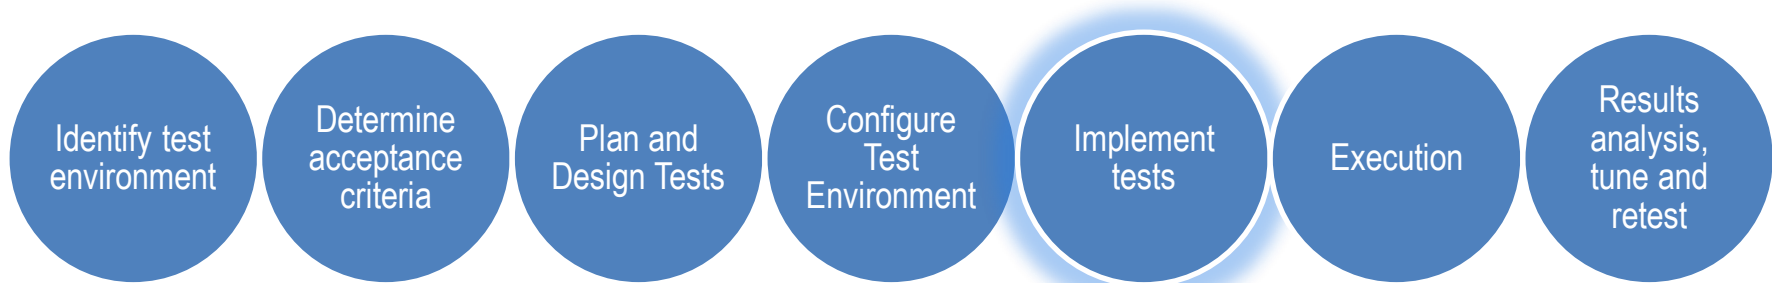 Identify test
environment
Determine
acceptance
criteria
Plan and
Design Tests
Configure
Test
Environment
Implement
tests
Execution
Results
analysis,
tune and
retest